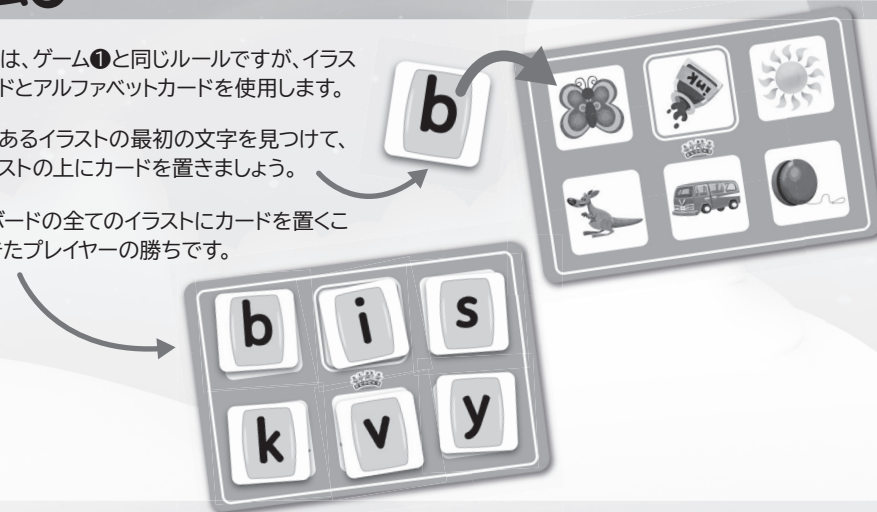 は、ゲーム❶と同じルールですが、イラス
ドとアルファベットカードを使用します。
あるイラストの最初の文字を見つけて、
ストの上にカードを置きましょう。
ボードの全てのイラストにカードを置くこ
きたプレイヤーの勝ちです。
b
INK
b i s
k v y